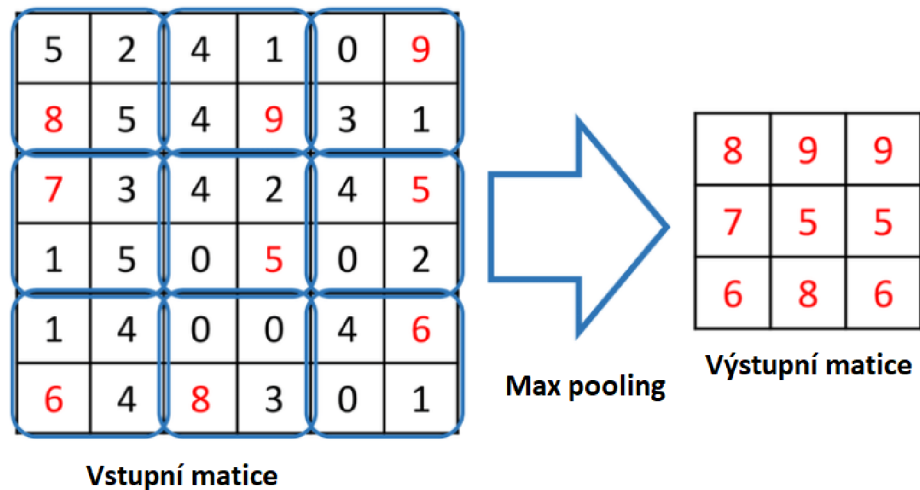 5 2 4 1 0 9
8 5 4 9 3 1
7 3 4 2 4 5
1 5 0 5 0 2
1 4 0 0 4 6
6 4 8 3 0 1
Vstupní matice
Max pooling
8 9 9
7 5 5
6 8 6
Výstupní matice